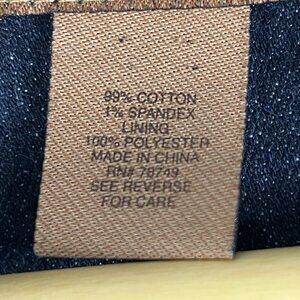 99% COTTON
1% SPANDEX
LINING
100% POLYESTER
MADE IN CHINA
RN# 78749
SEE REVERSE
FOR CARE